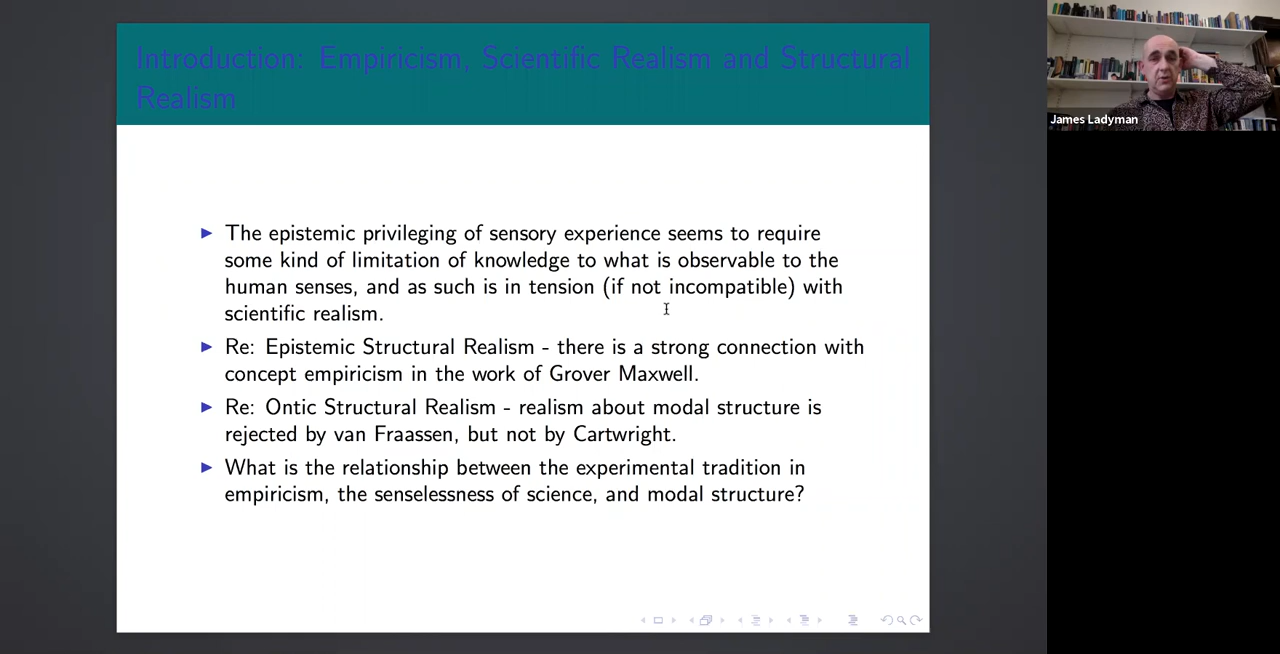 Introduction: Empiricism, Scientific Realism and Structural
Realism
The epistemic privileging of sensory experience seems to require
some kind of limitation of knowledge to what is observable to the
human senses, and as such is in tension (if not incompatible) with
scientific realism.
Re: Epistemic Structural Realism - there is a strong connection with
concept empiricism in the work of Grover Maxwell.
Re: Ontic Structural Realism - realism about modal structure is
rejected by van Fraassen, but not by Cartwright.
What is the relationship between the experimental tradition in
empiricism, the senselessness of science, and modal structure?
James Ladyman